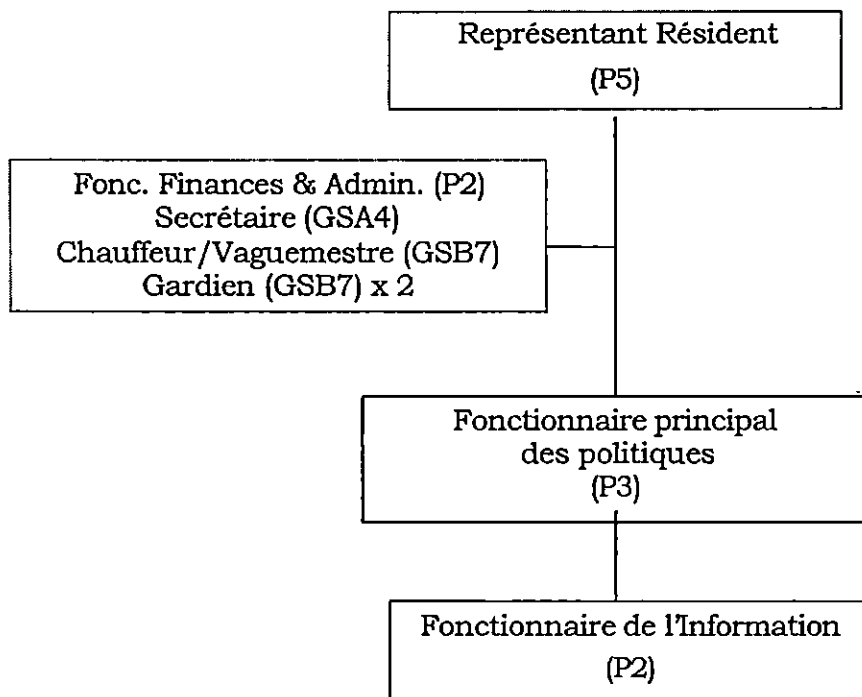 Représentant Résident
(P5)
Fonc. Finances & Admin. (P2)
Secrétaire (GSA4)
Chauffeur/Vaguemestre (GSB7)
Gardien (GSB7) x 2
Fonctionnaire principal
des politiques
(P3)
Fonctionnaire de l'Information
(P2)